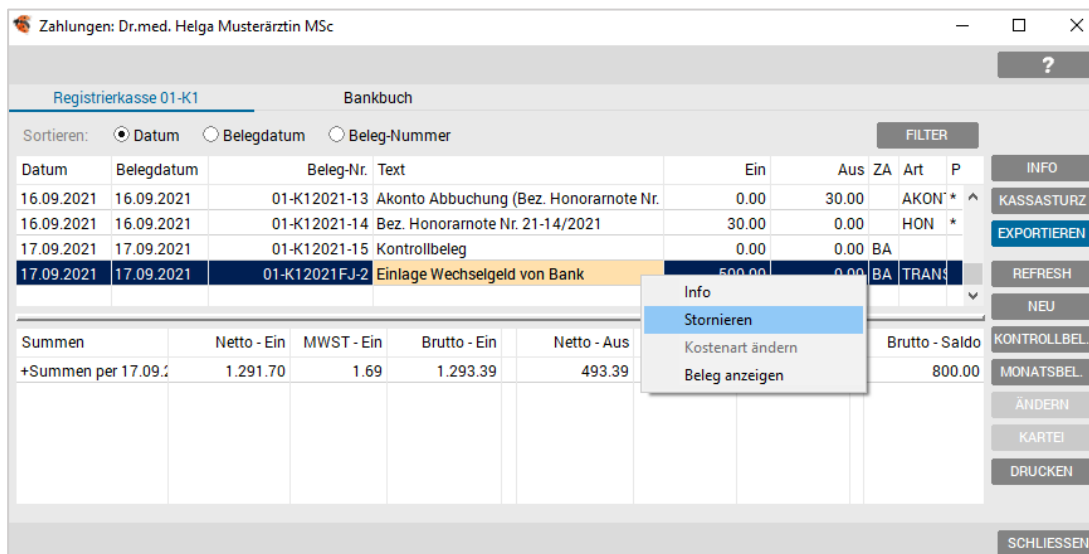 Zahlungen: Dr.med. Helga Musterärztin MSc
?
Registrierkasse 01-K1 Bankbuch
Sortieren: Datum Belegdatum Beleg-Nummer FILTER
Datum Belegdatum Beleg-Nr. Text Ein Aus ZA Art P INFO
16.09.2021 16.09.2021 01-K12021-13 Akonto Abbuchung (Bez. Honorarnote Nr. 0.00 30.00 AKON * KASSASTURZ
16.09.2021 16.09.2021 01-K12021-14 Bez. Honorarnote Nr. 21-14/2021 30.00 0.00 HON *
EXPORTIEREN
17.09.2021 17.09.2021 01-K12021-15 Kontrollbeleg 0.00 0.00 BA
17.09.2021 17.09.2021 01-K12021FJ-2 Einlage Wechselgeld von Bank 500.00 0.00 BA TRANS REFRESH
Info
Stornieren
Kostenart ändern
Beleg anzeigen
NEU
Summen Netto - Ein MWST - Ein Brutto - Ein Netto - Aus Brutto - Saldo KONTROLLBEL.
+Summen per 17.09.2 1.291.70 1.69 1.293.39 493.39 800.00 MONATSBEL.
ÄNDERN
KARTEI
DRUCKEN
SCHLIESSEN